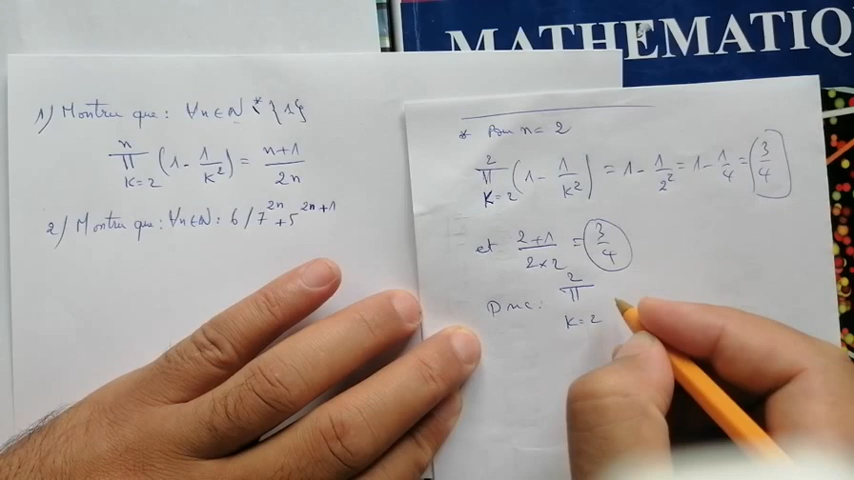 MATHEMATIQ
1) Montrer que : ∀n∈ℕ*\{1}
n
∏ (1 - 1/k²) = (n+1)/2n
K=2
2) Montrer que : ∀n∈ℕ : 6 / 7^{2n} + 5^{2n+1}
* Pour n = 2
2
∏ (1 - 1/k²) = 1 - 1/2² = 1 - 1/4 = 3/4
K=2
et (2+1)/(2×2) = 3/4
Donc : 2
∏
K=2